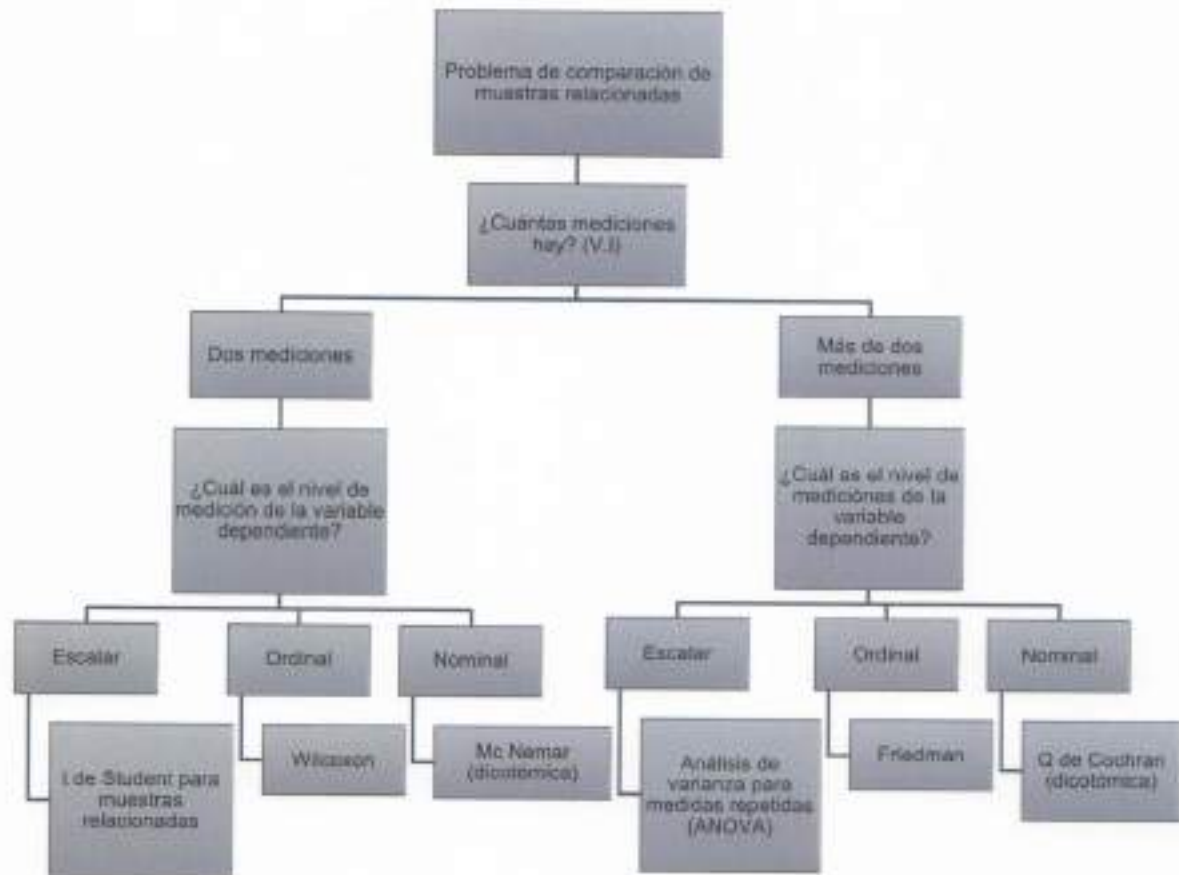 Problema de comparación de
muestras relacionadas
¿Cuántas mediciones
hay? (V.I)
Dos mediciones
Más de dos
mediciones
¿Cuál es el nivel de
medición de la variable
dependiente?
¿Cuál es el nivel de
mediciones de la
variable
dependiente?
Escalar
Ordinal
Nominal
Escalar
Ordinal
Nominal
t de Student para
muestras
relacionadas
Wilcoxon
Mc Nemar
(dicotómica)
Análisis de
varianza para
medidas repetidas
(ANOVA)
Friedman
Q de Cochran
(dicotómica)